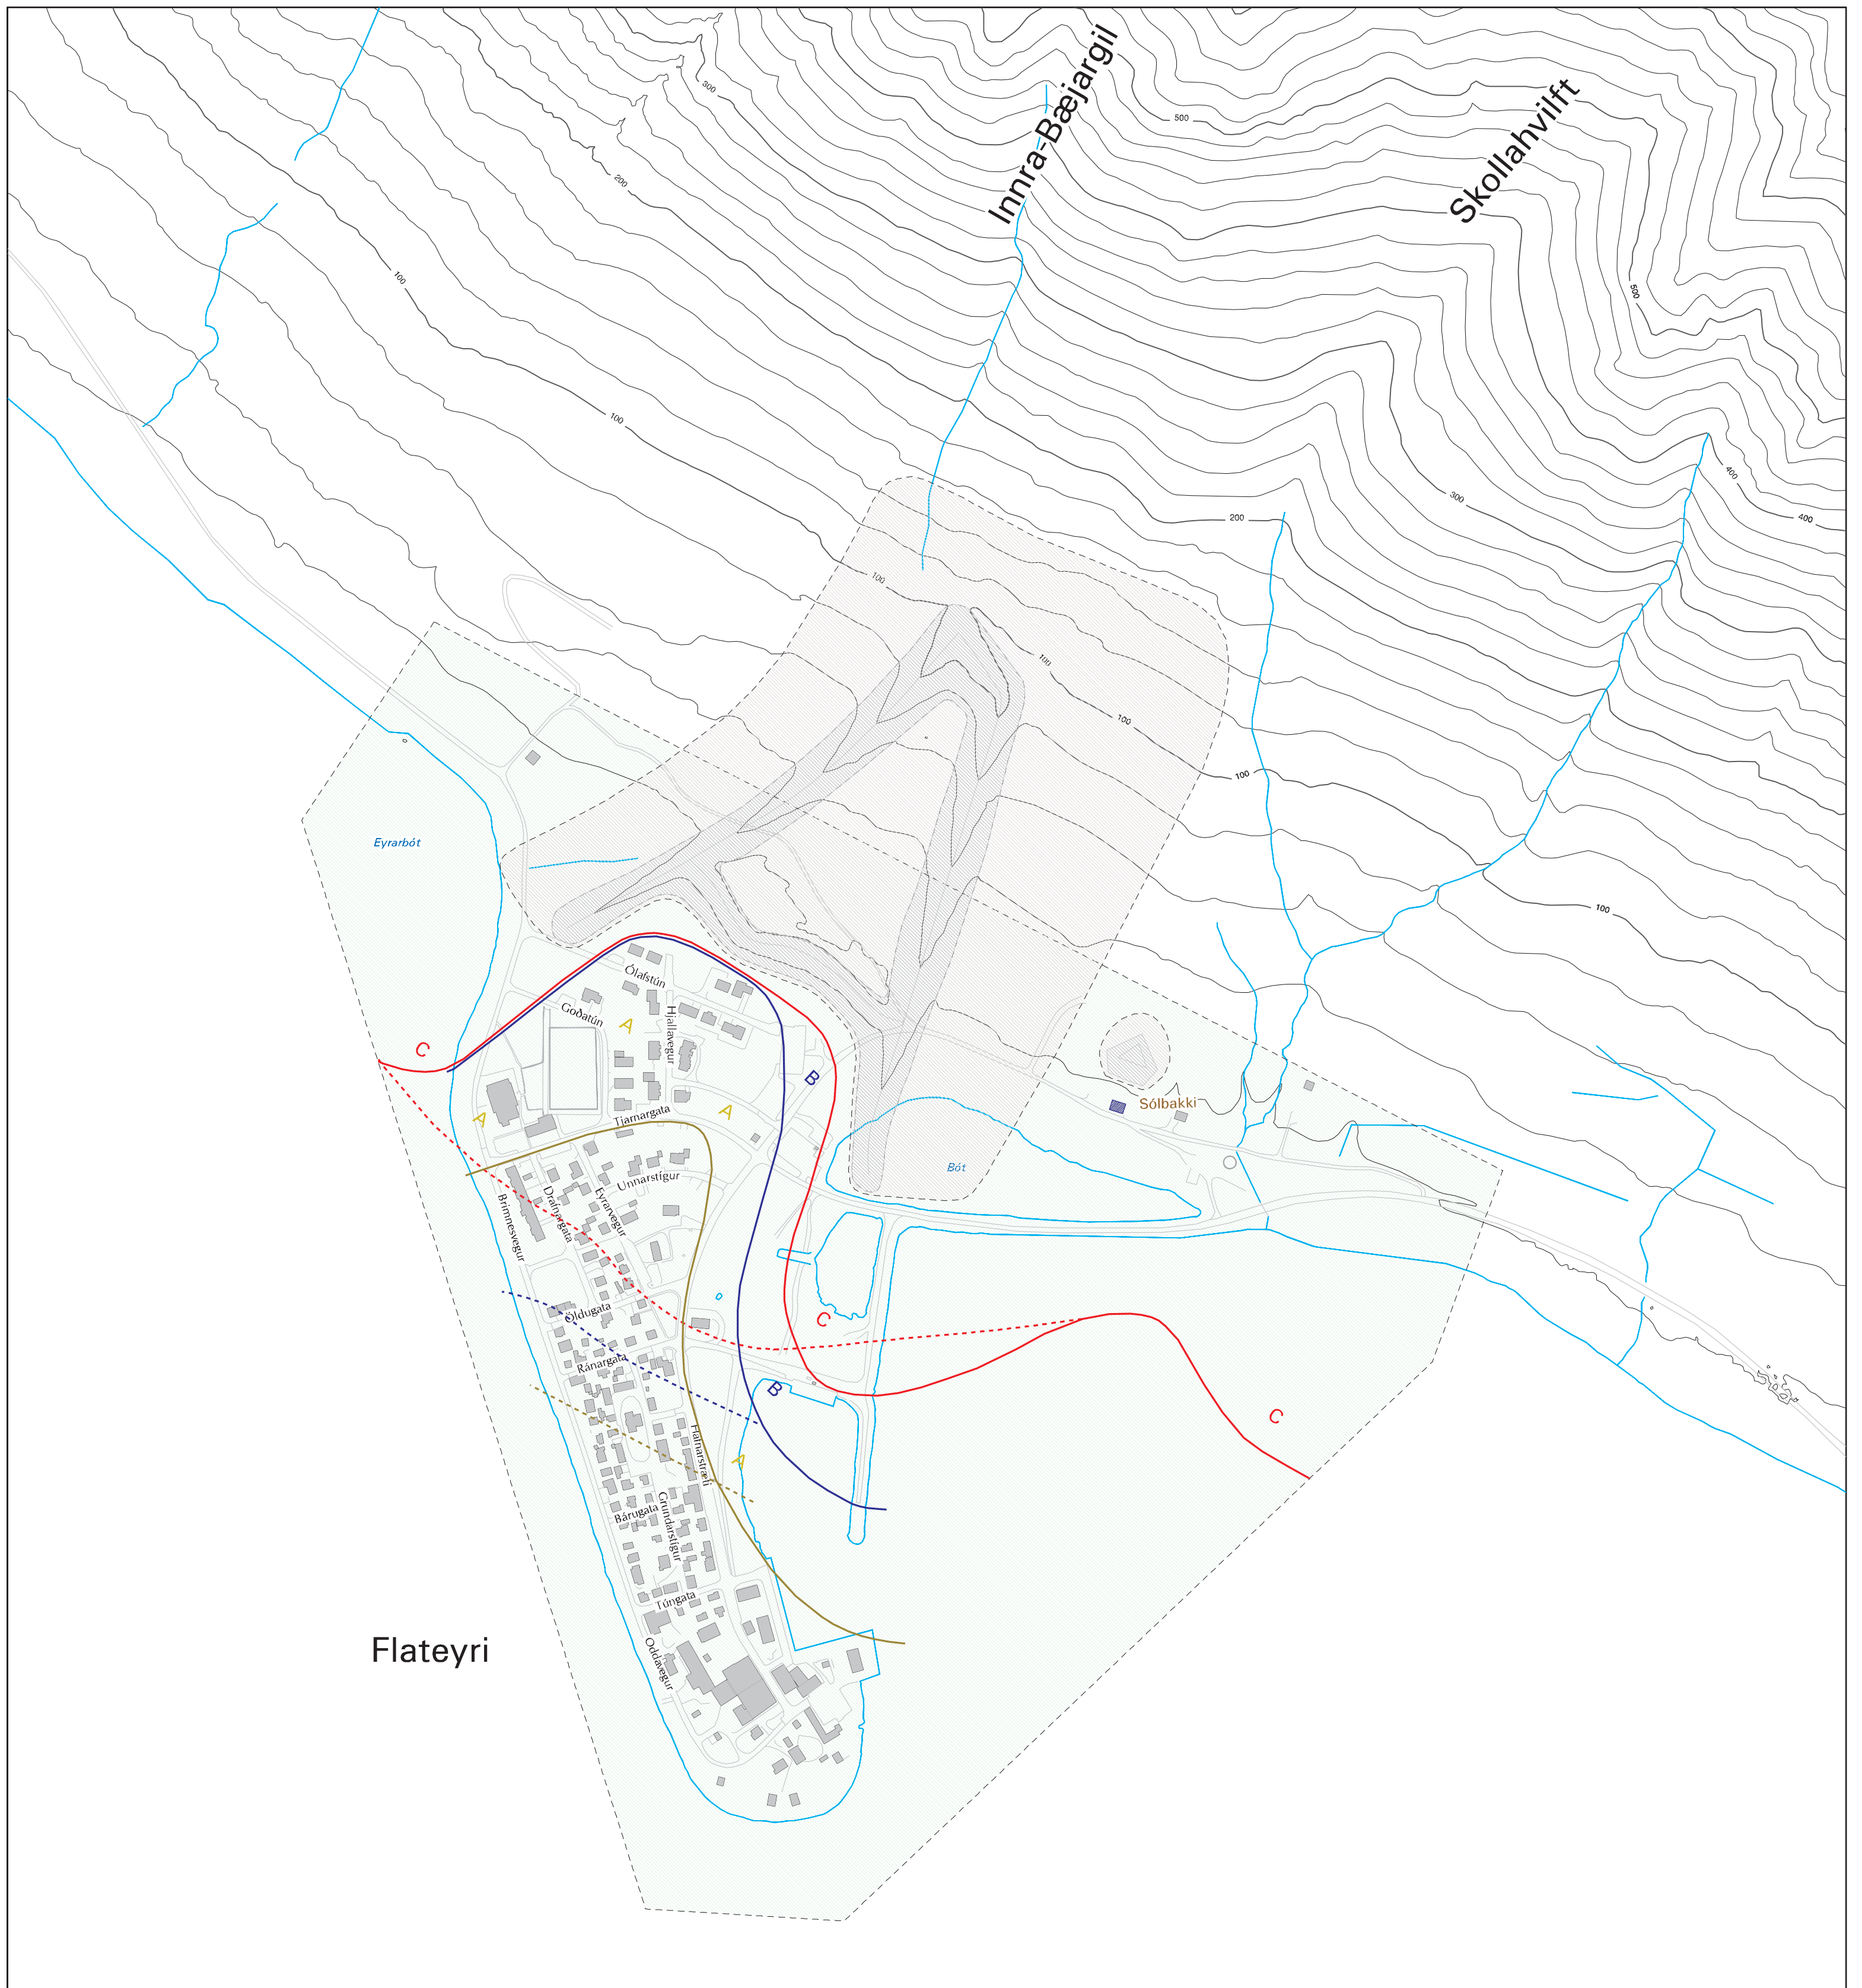 Innra-Bæjargil
Skollahvilft
300
500
200
500
100
100
400
300
200
400
100
100
100
100
100
Eyrarbót
100
Ólafstún
Goðatún
Hjallavegur
A
C
B
A
A
Sólbakki
Tjarnargata
Bót
Unnarstígur
Drafnargata
Eyrarvegur
Brimnesvegur
Öldugata
C
Ránargata
B
C
Hafnarstræti
A
Bárugata
Grundarstígur
Túngata
Oddavegur
Flateyri